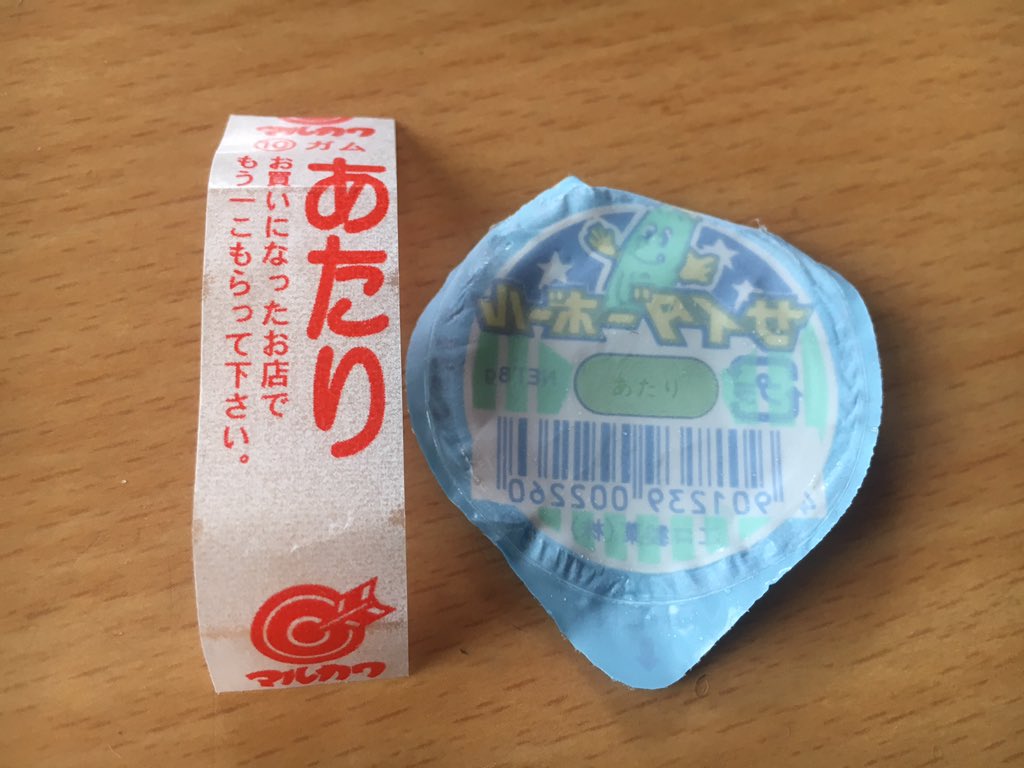 マルカワ
10 ガム
あたり
お買いになったお店で
もう一こもらって下さい。
マルカワ
サイダーボール
NET8g
あたり
4 901239 002260